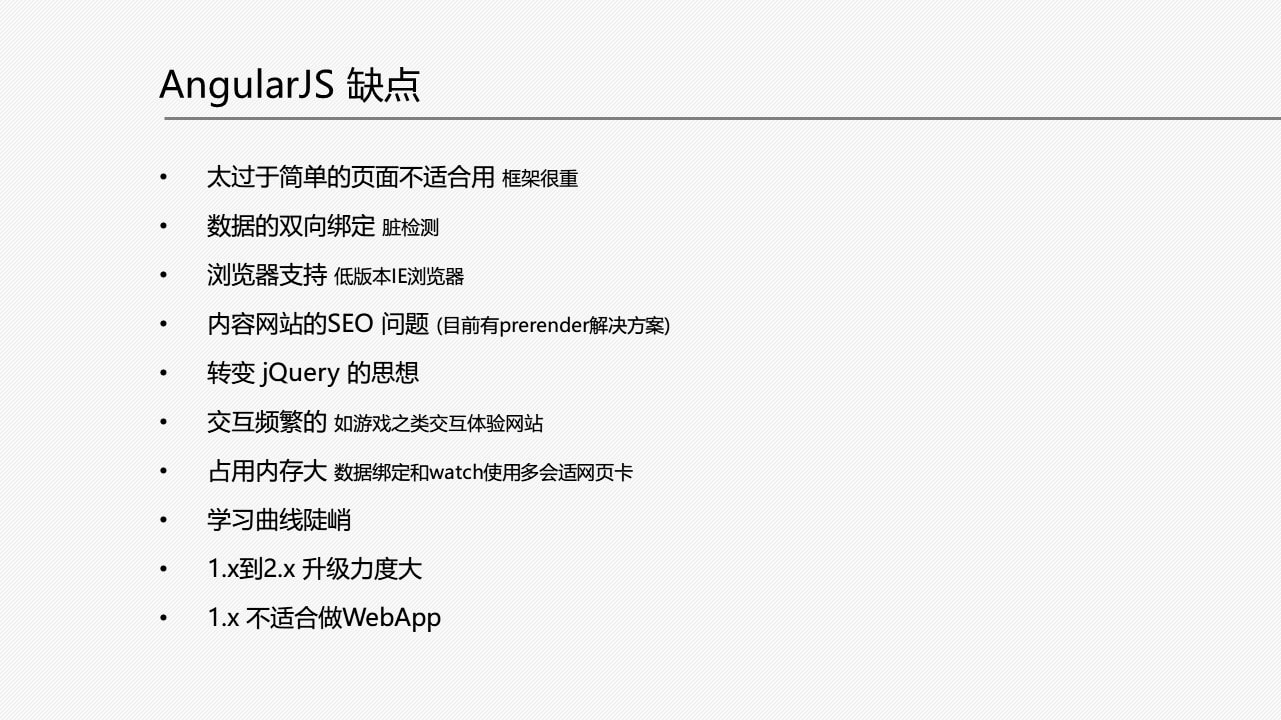 AngularJS 缺点
• 太过于简单的页面不适合用 框架很重
• 数据的双向绑定 脏检测
• 浏览器支持 低版本IE浏览器
• 内容网站的SEO 问题 (目前有prerender解决方案)
• 转变 jQuery 的思想
• 交互频繁的 如游戏之类交互体验网站
• 占用内存大 数据绑定和watch使用多会适网页卡
• 学习曲线陡峭
• 1.x到2.x 升级力度大
• 1.x 不适合做WebApp